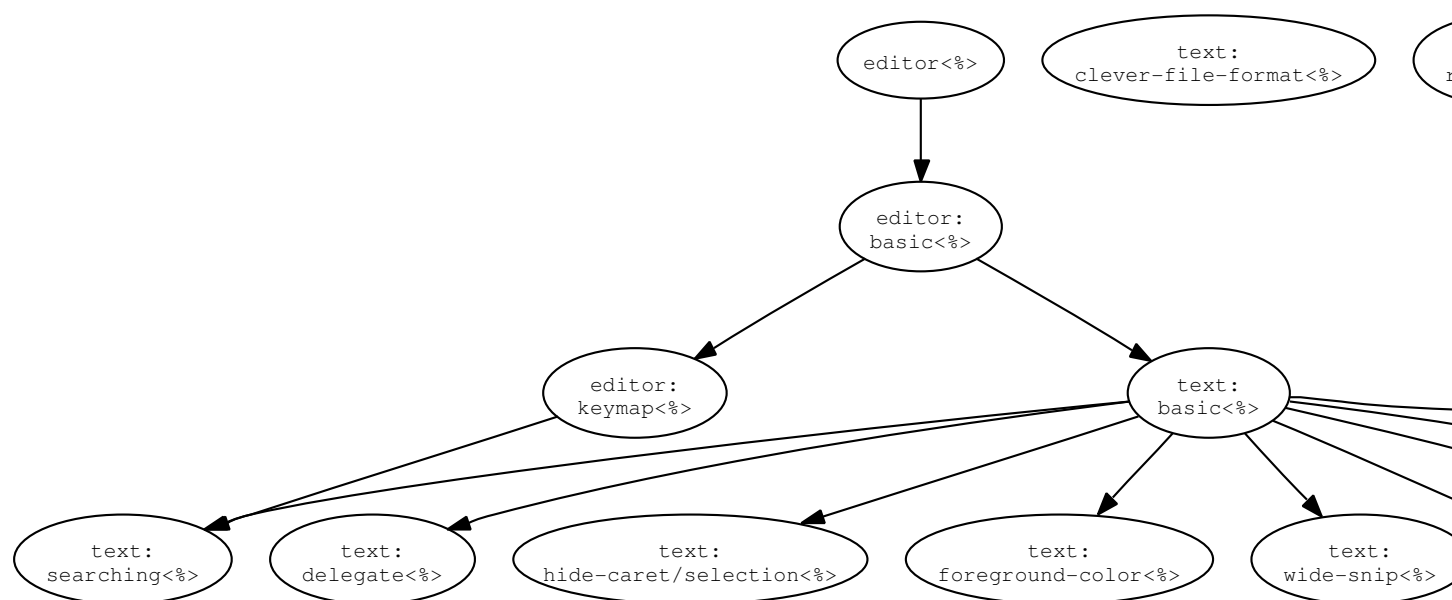 editor<%>
text:
clever-file-format<%>
editor:
basic<%>
editor:
keymap<%>
text:
basic<%>
text:
searching<%>
text:
delegate<%>
text:
hide-caret/selection<%>
text:
foreground-color<%>
text:
wide-snip<%>